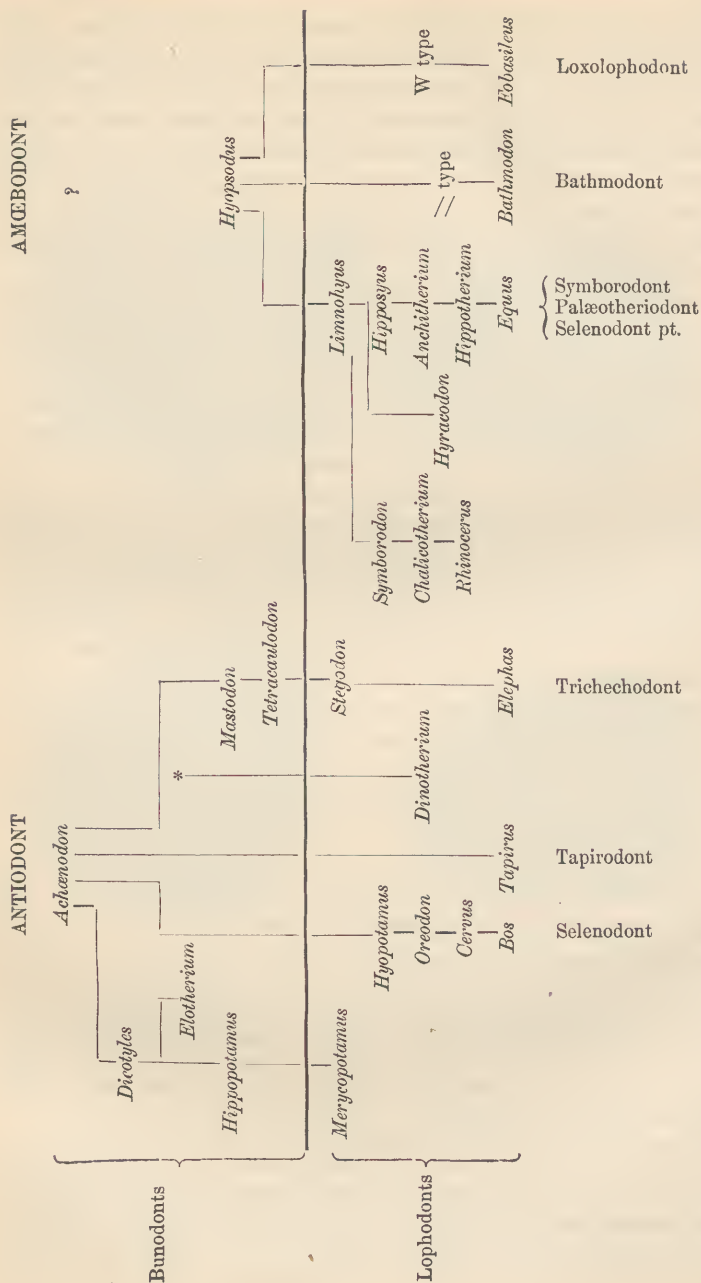 ANTIODONT
AMŒBODONT
Achænodon
?
Dicotyles
Bunodonts
*
Elotherium
Hippopotamus
Mastodon
Hyopsodus
Tetracaulodon
Merycopotamus
Stegodon
Limnohyus
Hyopotamus
Symborodon
Hipposyus
Lophodonts
Oreodon
Dinotherium
Chalicotherium
Anchitherium
W type
Hyracodon
// type
Cervus
Rhinocerus
Hippotherium
Bos
Tapirus
Elephas
Equus
Bathmodon
Eobasileus
Selenodont
Tapirodont
Trichechodont
Symborodont
Palæotheriodont
Selenodont pt.
Bathmodont
Loxolophodont